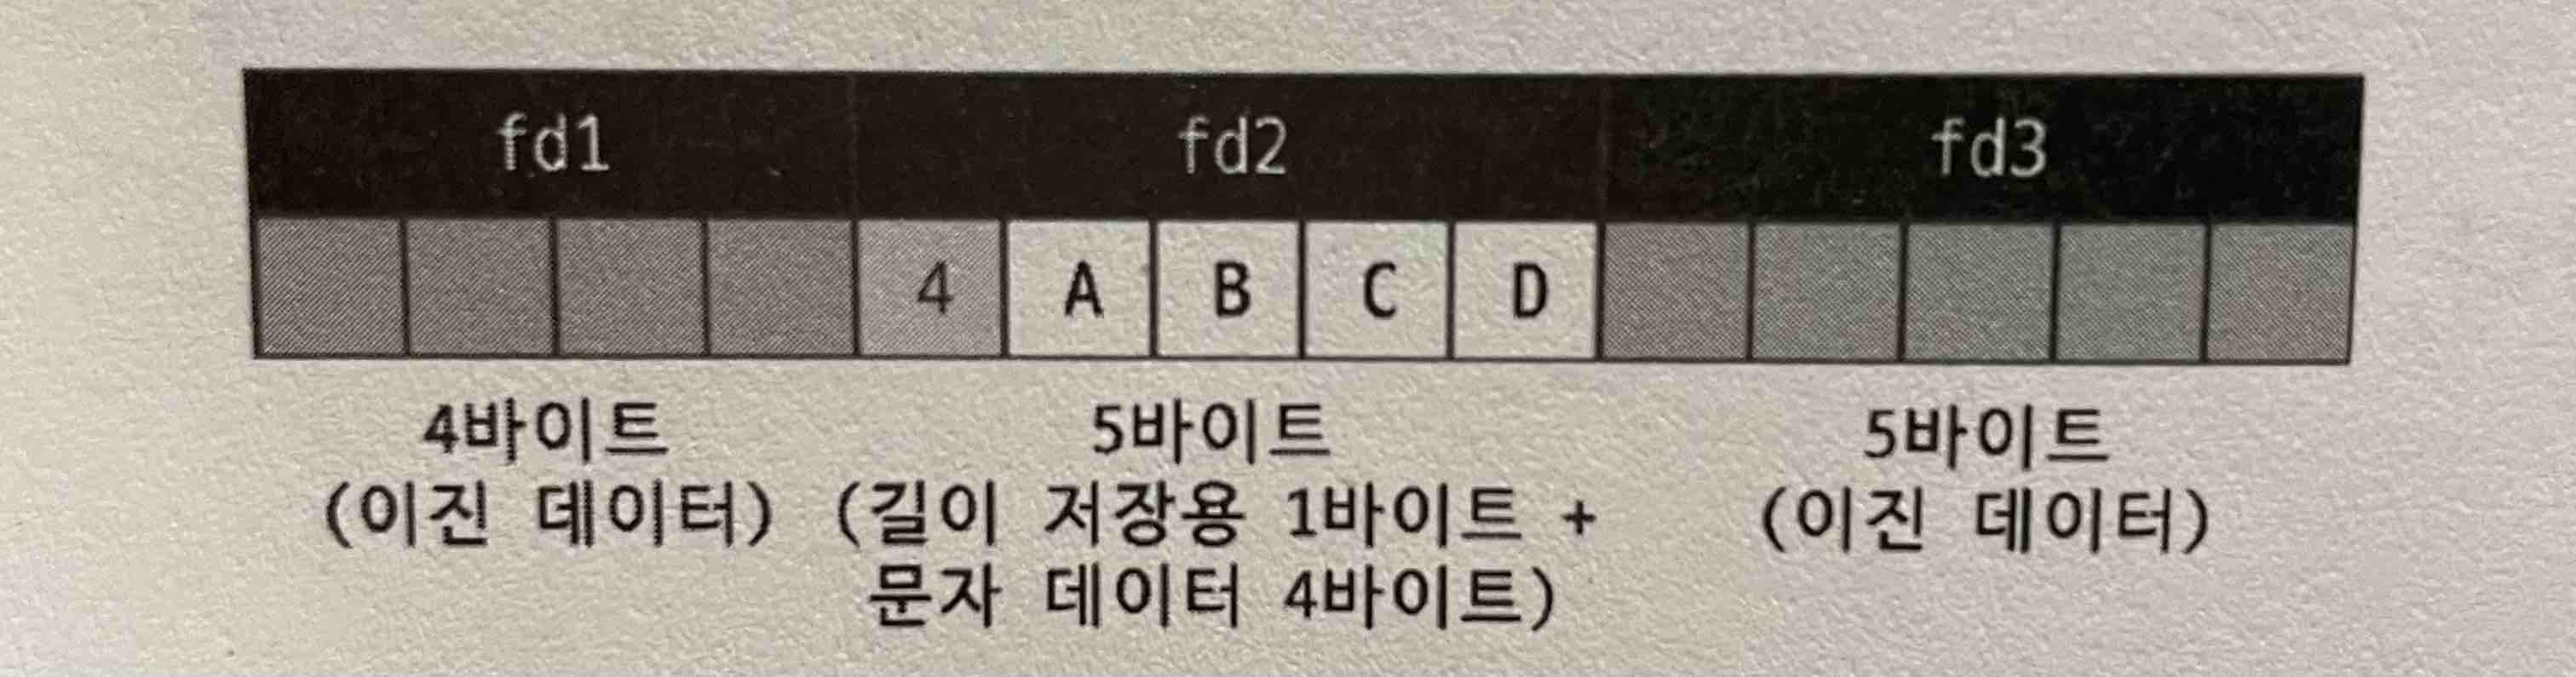 fd1 fd2 fd3
4 A B C D
4바이트 5바이트 5바이트
(이진 데이터) (길이 저장용 1바이트 + (이진 데이터)
문자 데이터 4바이트)